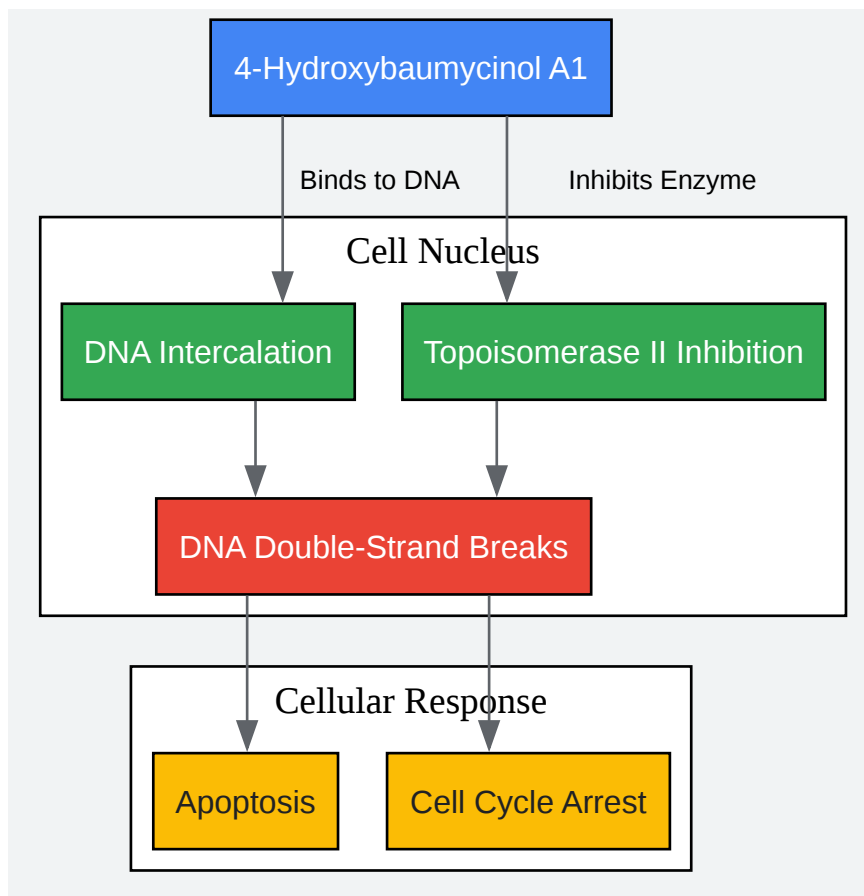 4-Hydroxybaumycinol A1
Binds to DNA
Inhibits Enzyme
Cell Nucleus
DNA Intercalation
Topoisomerase II Inhibition
DNA Double-Strand Breaks
Cellular Response
Apoptosis
Cell Cycle Arrest